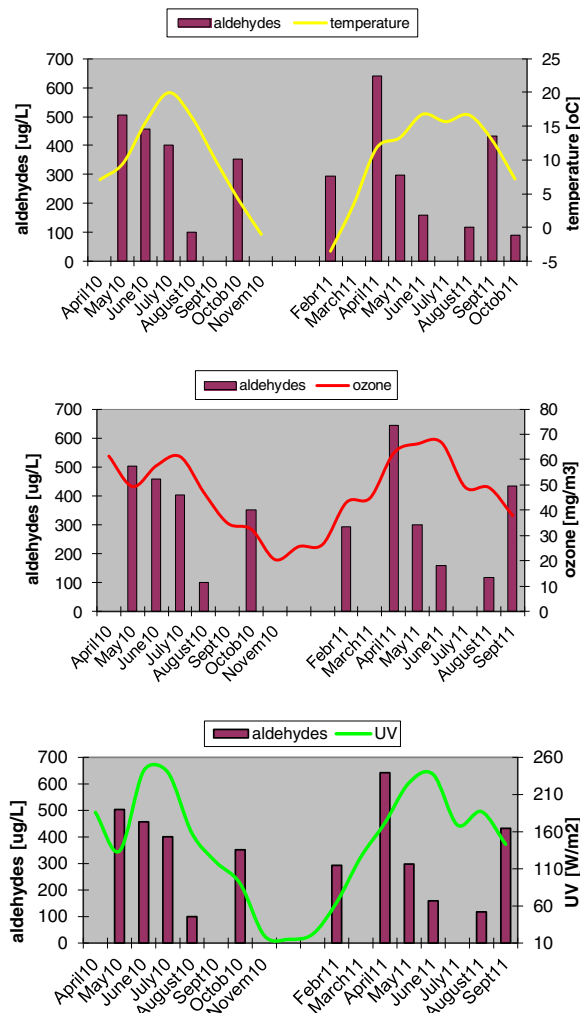 aldehydes temperature
700
600
500
400
300
200
100
0
aldehydes [ug/L]
25
20
15
10
5
0
-5
temperature [oC]
April10
May10
June10
July10
August10
Sept10
Octob10
Novem10
Febr11
March11
April11
May11
June11
July11
August11
Sept11
Octob11
aldehydes ozone
700
600
500
400
300
200
100
0
aldehydes [ug/L]
80
70
60
50
40
30
20
10
0
ozone [mg/m3]
April10
May10
June10
July10
August10
Sept10
Octob10
Novem10
Febr11
March11
April11
May11
June11
July11
August11
Sept11
aldehydes UV
700
600
500
400
300
200
100
0
aldehydes [ug/L]
260
210
160
110
60
10
UV [W/m2]
April10
May10
June10
July10
August10
Sept10
Octob10
Novem10
Febr11
March11
April11
May11
June11
July11
August11
Sept11